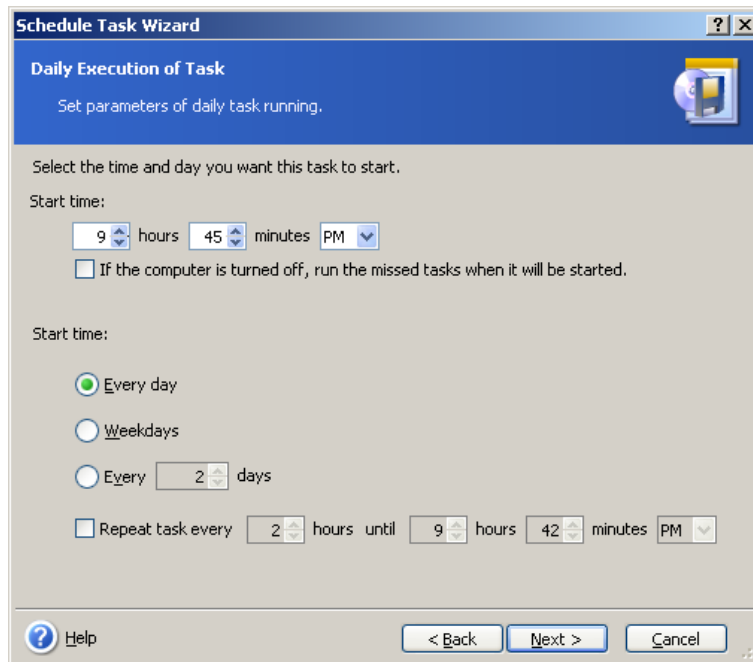 Schedule Task Wizard
Daily Execution of Task
Set parameters of daily task running.
Select the time and day you want this task to start.
Start time:
9 hours 45 minutes PM
If the computer is turned off, run the missed tasks when it will be started.
Start time:
Every day
Weekdays
Every 2 days
Repeat task every 2 hours until 9 hours 42 minutes PM
Help < Back Next > Cancel